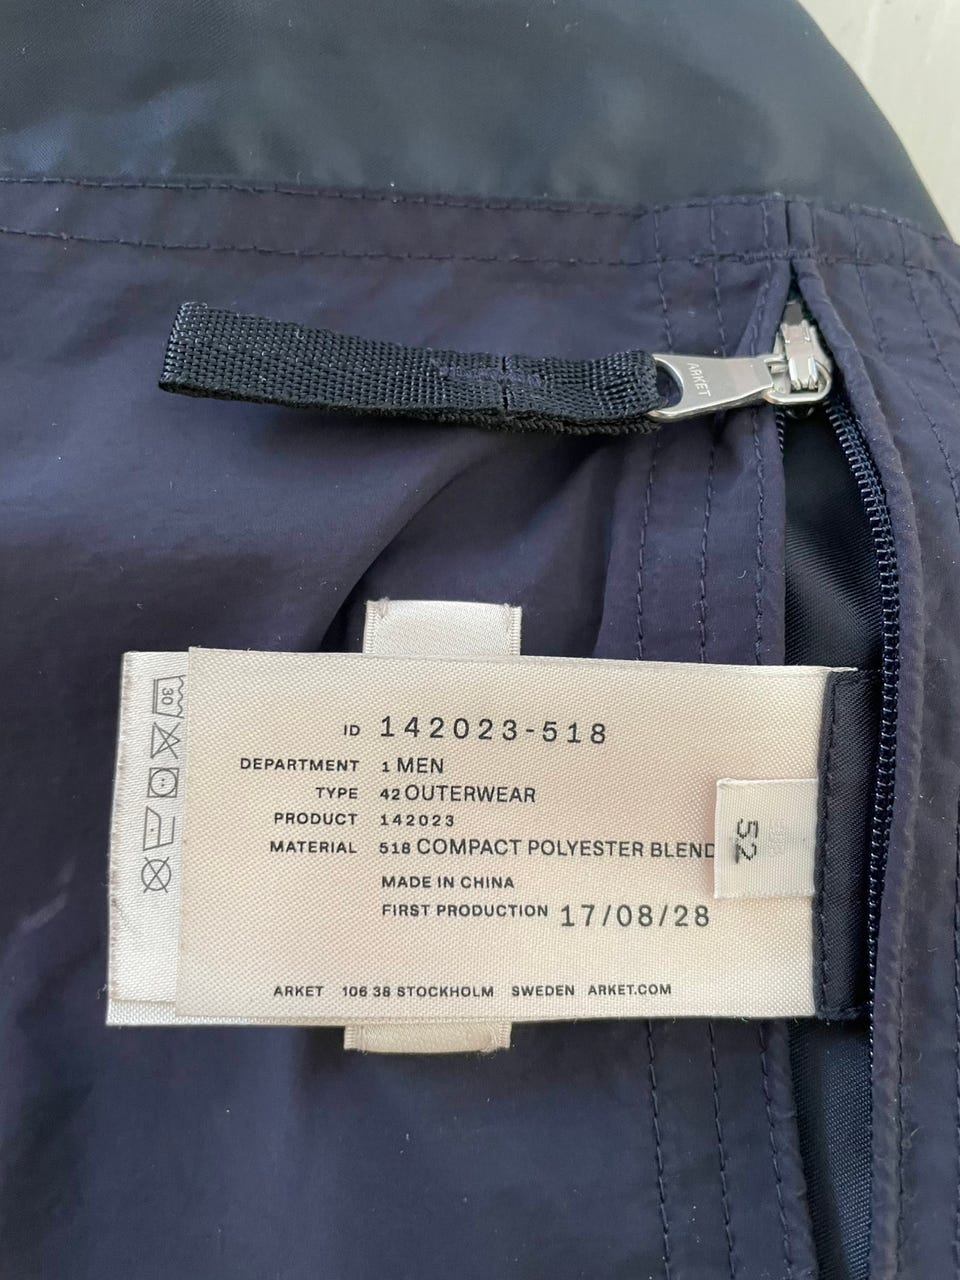 ARKET
30
ID 142023-518
DEPARTMENT 1 MEN
TYPE 42 OUTERWEAR
PRODUCT 142023
MATERIAL 518 COMPACT POLYESTER BLEND
52
MADE IN CHINA
FIRST PRODUCTION 17/08/28
ARKET 106 38 STOCKHOLM SWEDEN ARKET.COM